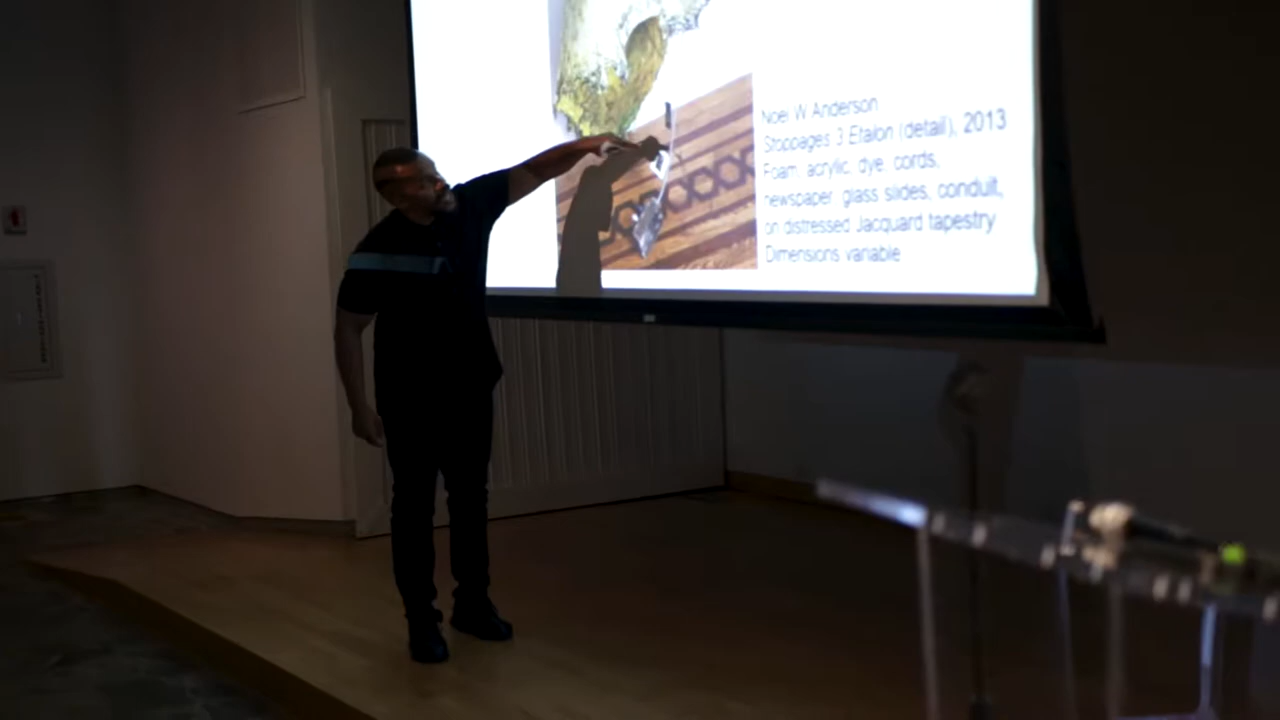 Noel W Anderson
Stoppages 3 Etalon (detail), 2013
Foam, acrylic, dye, cords,
newspaper, glass slides, conduit,
on distressed Jacquard tapestry
Dimensions variable